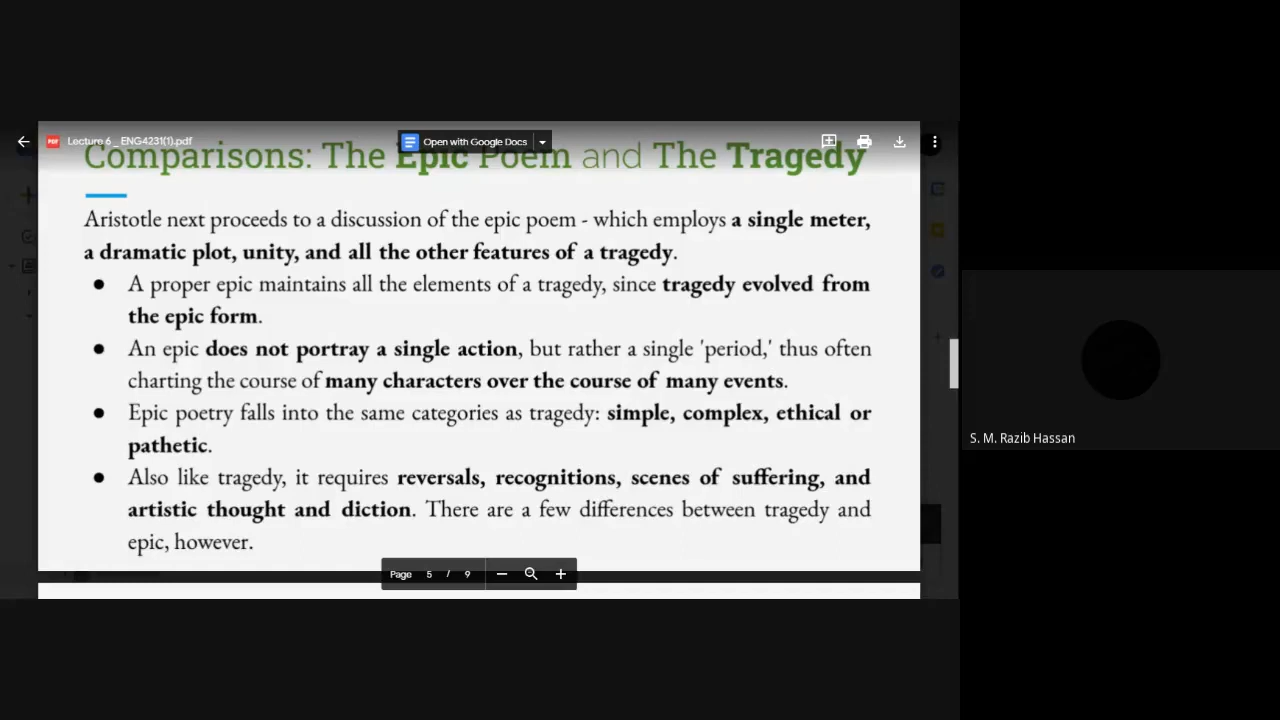 Lecture 6 _ ENG4231(1).pdf
Open with Google Docs
Comparisons: The Epic Poem and The Tragedy
Aristotle next proceeds to a discussion of the epic poem - which employs a single meter,
a dramatic plot, unity, and all the other features of a tragedy.
● A proper epic maintains all the elements of a tragedy, since tragedy evolved from
the epic form.
● An epic does not portray a single action, but rather a single 'period,' thus often
charting the course of many characters over the course of many events.
● Epic poetry falls into the same categories as tragedy: simple, complex, ethical or
pathetic.
● Also like tragedy, it requires reversals, recognitions, scenes of suffering, and
artistic thought and diction. There are a few differences between tragedy and
epic, however.
Page 5 / 9
S. M. Razib Hassan